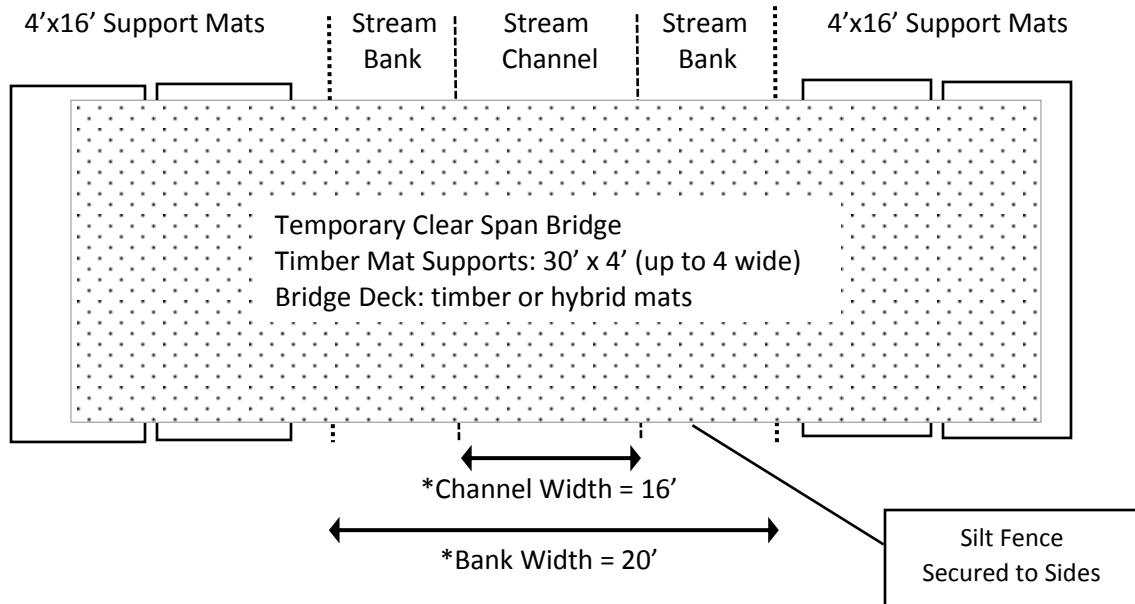 4’x16’ Support Mats
Stream
Bank
Stream
Channel
Stream
Bank
4’x16’ Support Mats
Temporary Clear Span Bridge
Timber Mat Supports: 30’ x 4’ (up to 4 wide)
Bridge Deck: timber or hybrid mats
*Channel Width = 16’
*Bank Width = 20’
Silt Fence
Secured to Sides